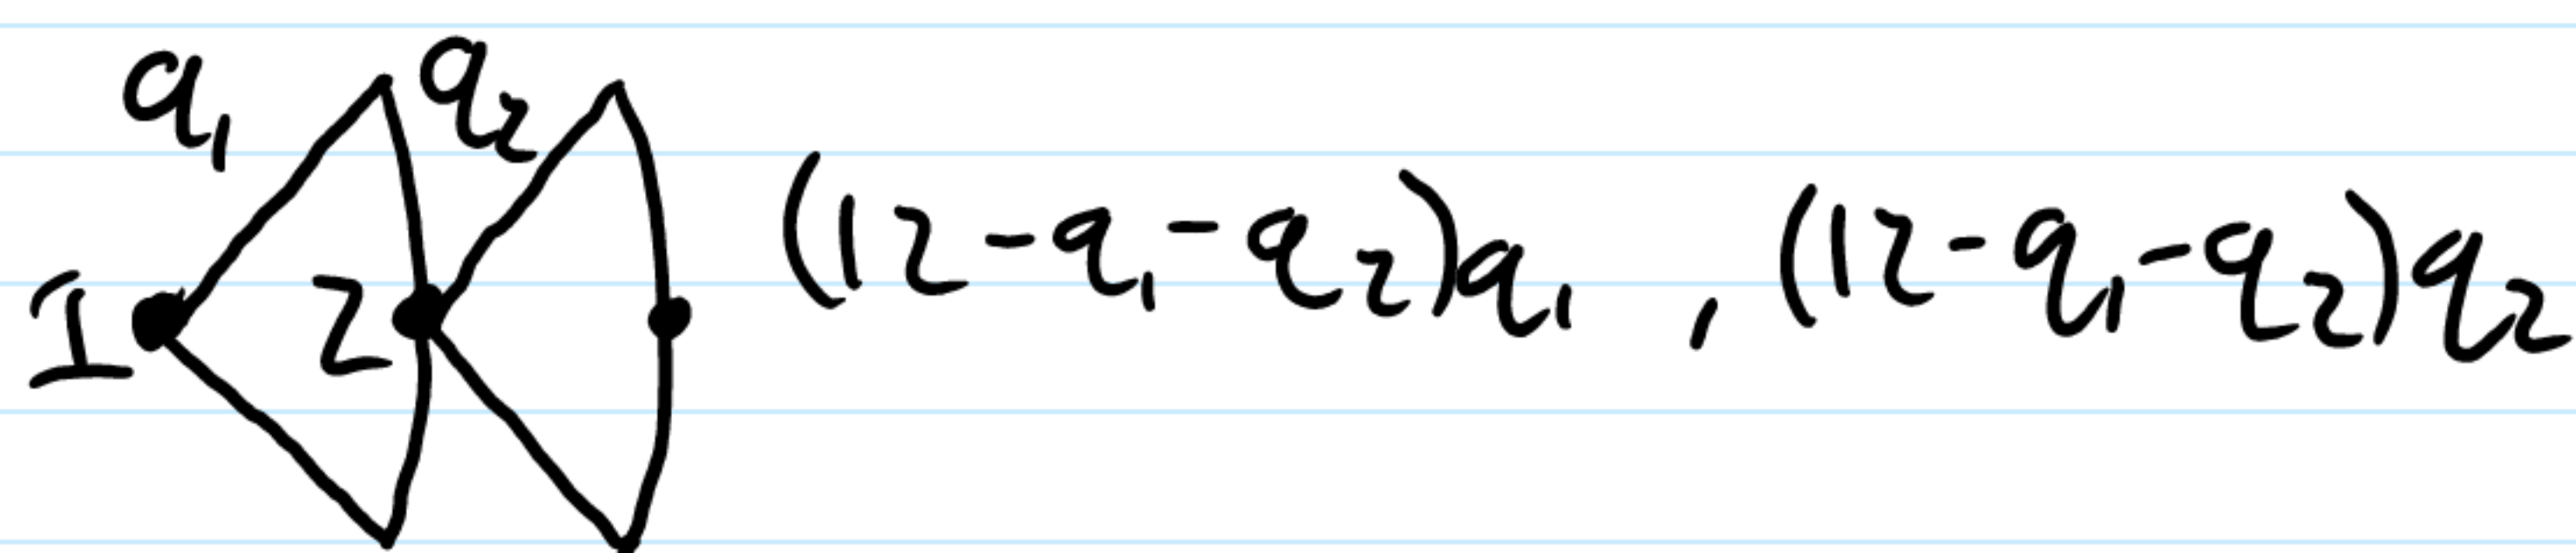 q₁ q₂
1 2 (12-q₁-q₂)q₁ , (12-q₁-q₂)q₂